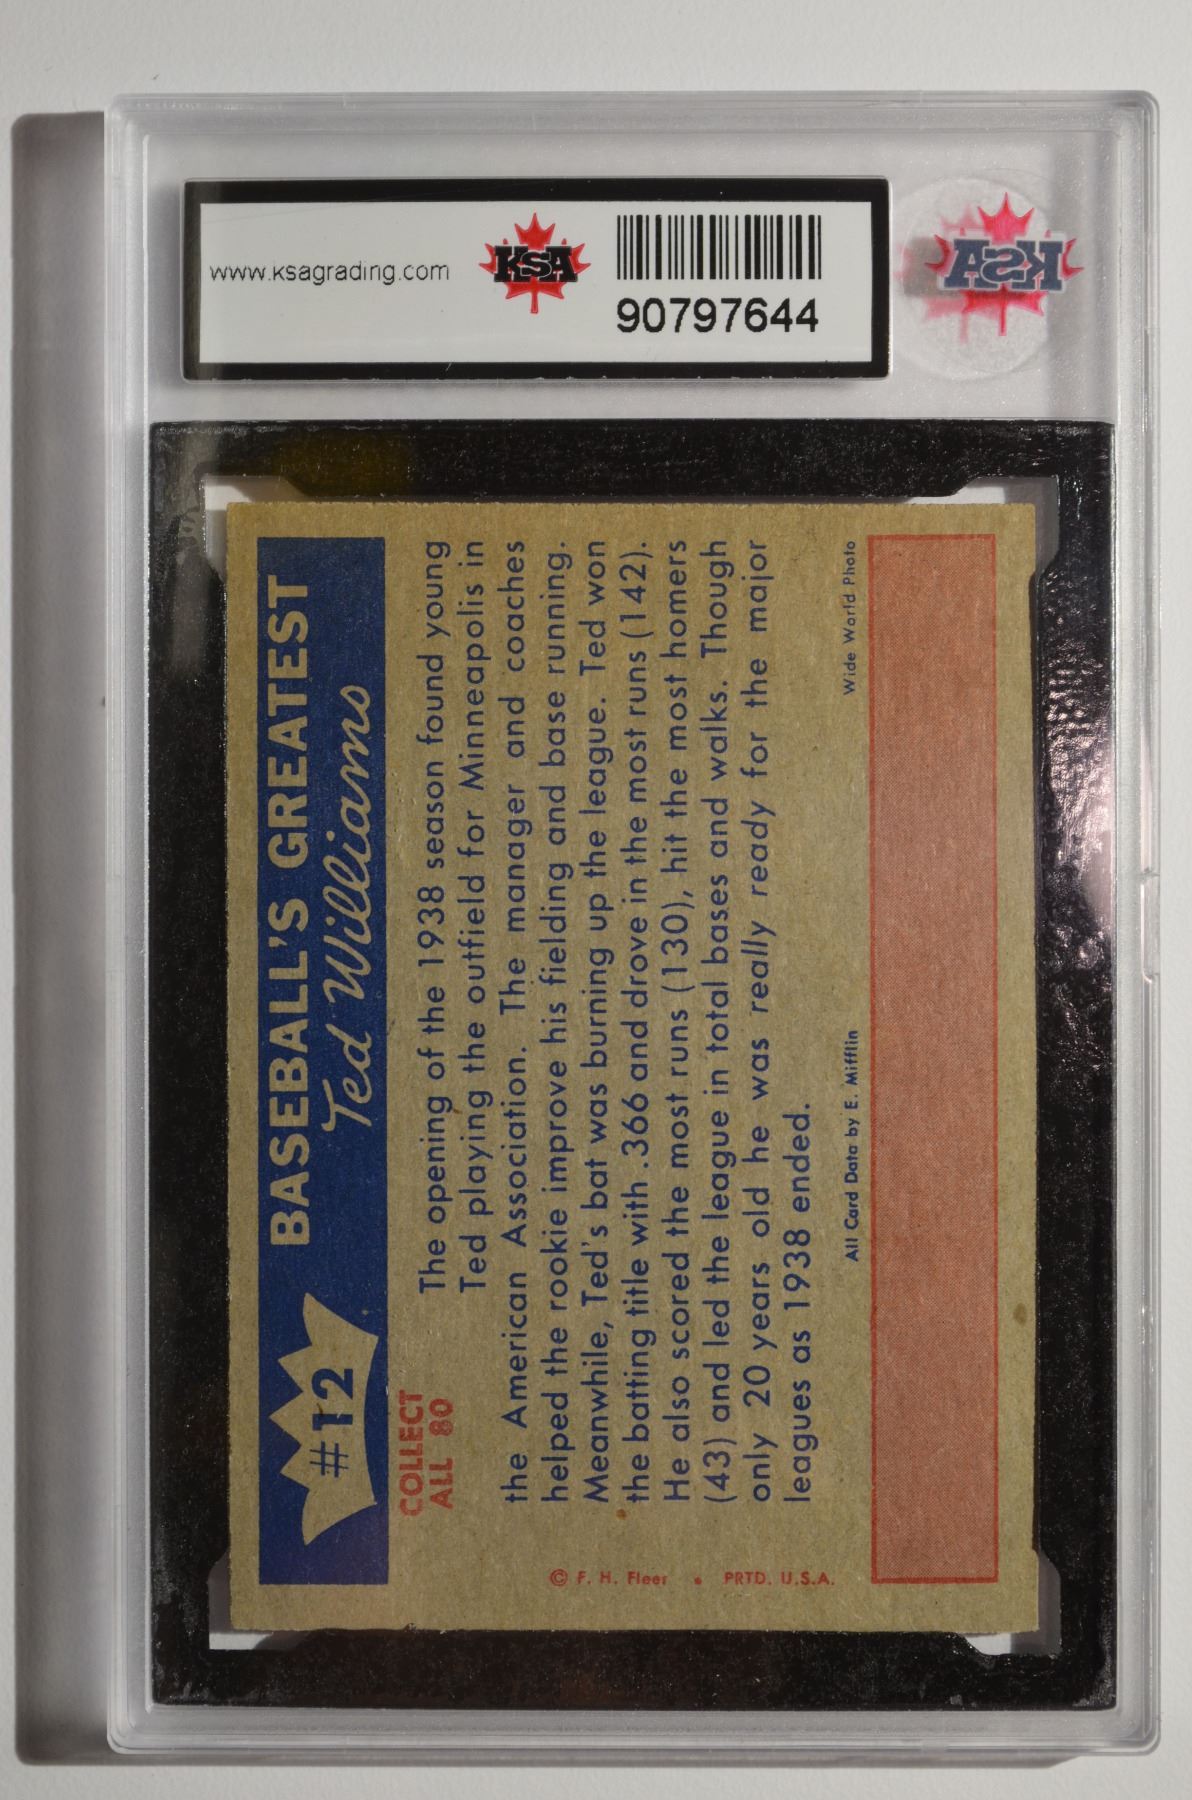 www.ksagrading.com
KSA
90797644
KSA
#12
BASEBALL'S GREATEST
Ted Williams
COLLECT
ALL 80
The opening of the 1938 season found young
Ted playing the outfield for Minneapolis in
the American Association. The manager and coaches
helped the rookie improve his fielding and base running.
Meanwhile, Ted's bat was burning up the league. Ted won
the batting title with .366 and drove in the most runs (142).
He also scored the most runs (130), hit the most homers
(43) and led the league in total bases and walks. Though
only 20 years old he was really ready for the major
leagues as 1938 ended.
All Card Data by E. Mifflin
Wide World Photo
© F. H. Fleer • PRTD. U.S.A.